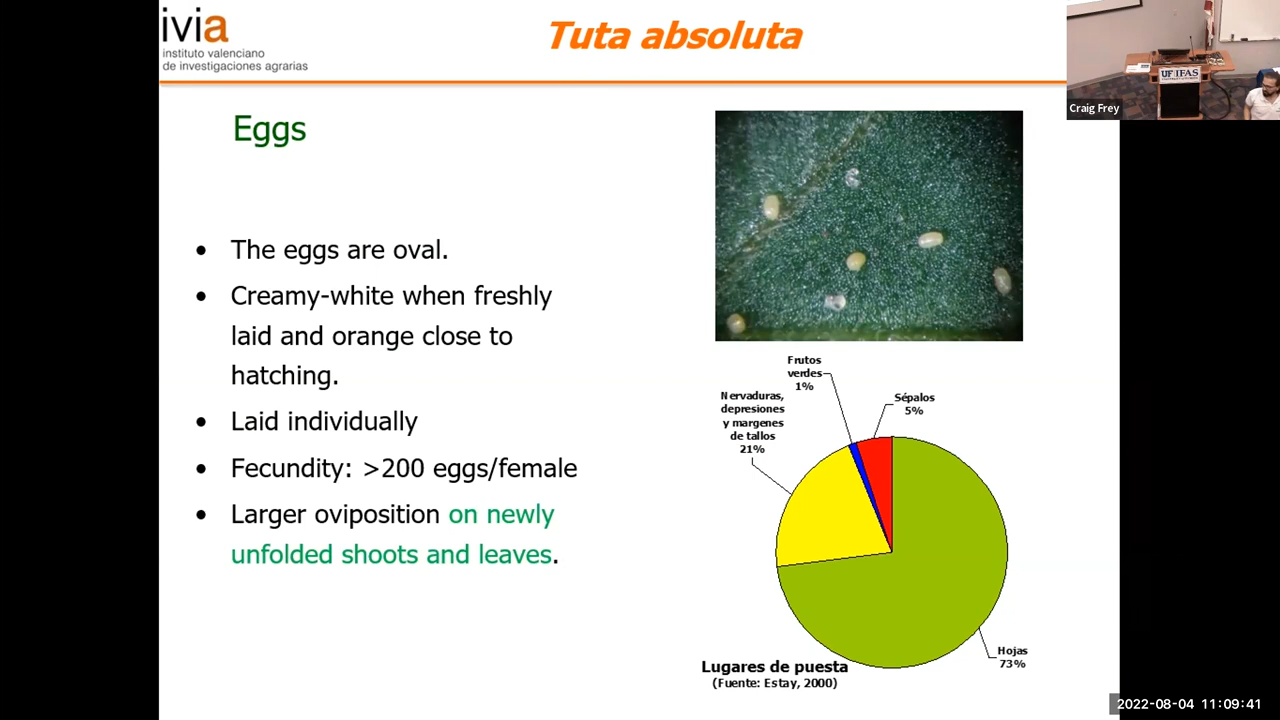 ivia
instituto valenciano
de investigaciones agrarias
Tuta absoluta
UF IFAS
Craig Frey
Eggs
• The eggs are oval.
• Creamy-white when freshly
laid and orange close to
hatching.
• Laid individually
• Fecundity: >200 eggs/female
• Larger oviposition on newly
unfolded shoots and leaves.
Frutos
verdes
1%
Nervaduras,
depresiones
y margenes
de tallos
21%
Sépalos
5%
Hojas
73%
Lugares de puesta
(Fuente: Estay, 2000)
2022-08-04 11:09:41